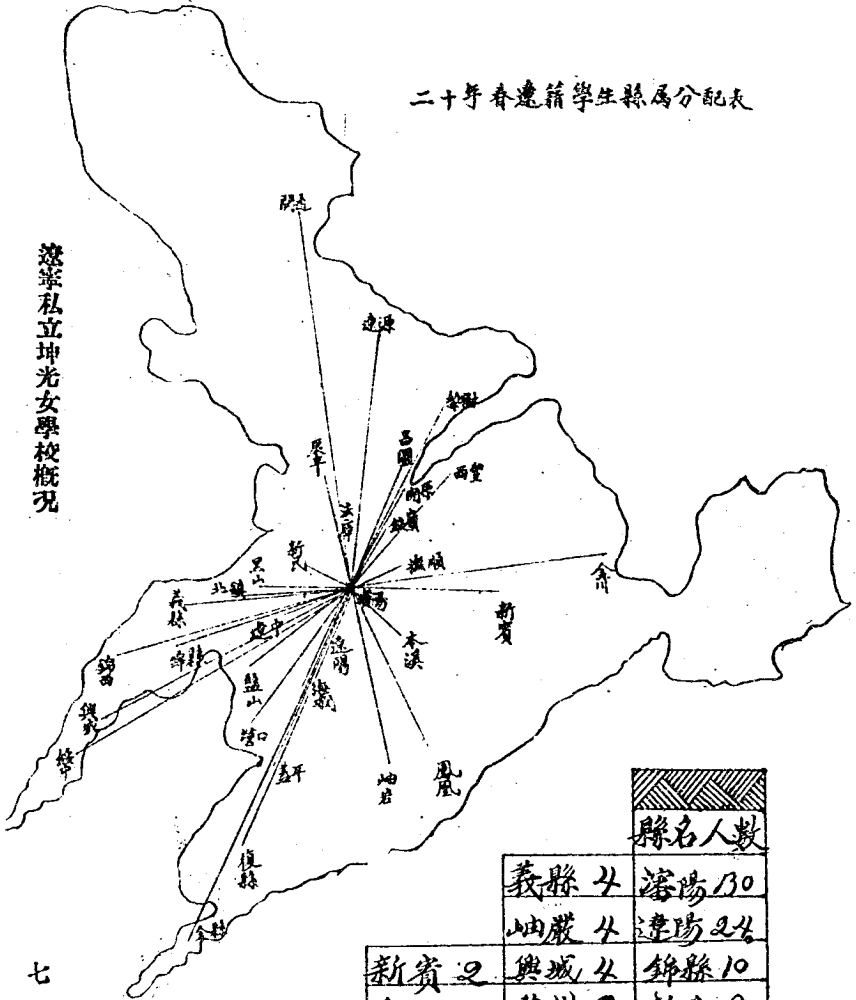 二十年春遼籍學生縣屬分配表
遼寧私立坤光女學校概況
開通
遼源
梨樹
昌圖
康平
西豐
開原
鐵嶺
法庫
撫順
新民
黑山
北鎮
義縣
金川
瀋陽
新賓
遼中
遼陽
本溪
錦縣
錦西
盤山
海城
興城
營口
綏中
蓋平
岫岩
鳳凰
復縣
金縣
縣名人數
義縣 4 瀋陽 130
岫巖 4 遼陽 24
新賓 2 興城 4 錦縣 10
七